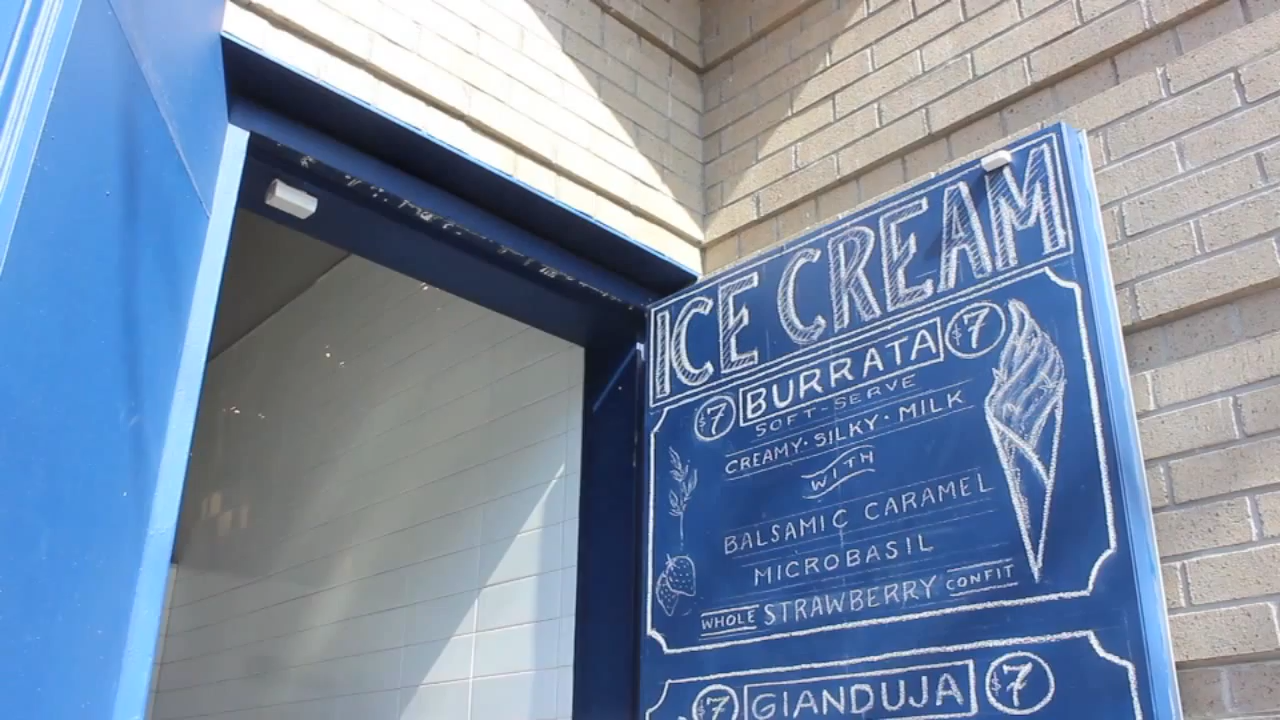 ICE CREAM
$7 BURRATA $7
SOFT-SERVE
CREAMY · SILKY · MILK
WITH
BALSAMIC CARAMEL
MICROBASIL
WHOLE STRAWBERRY CONFIT
$7 GIANDUJA $7